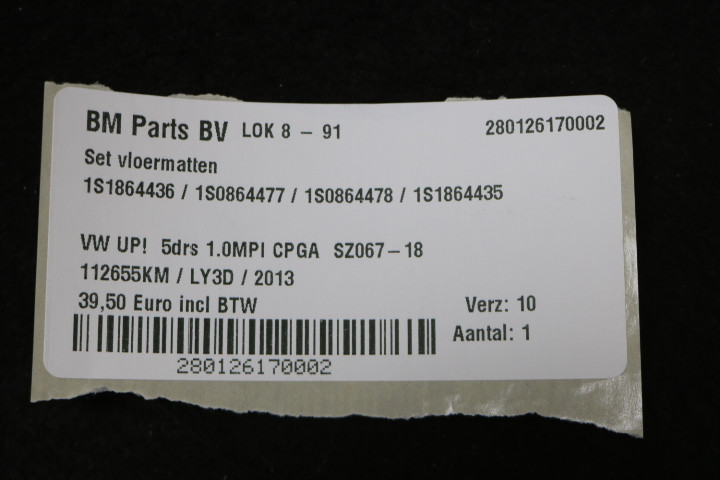 BM Parts BV LOK 8 - 91 280126170002
Set vloermatten
1S1864436 / 1S0864477 / 1S0864478 / 1S1864435
VW UP! 5drs 1.0MPI CPGA SZ067-18
112655KM / LY3D / 2013
39,50 Euro incl BTW Verz: 10
Aantal: 1
280126170002